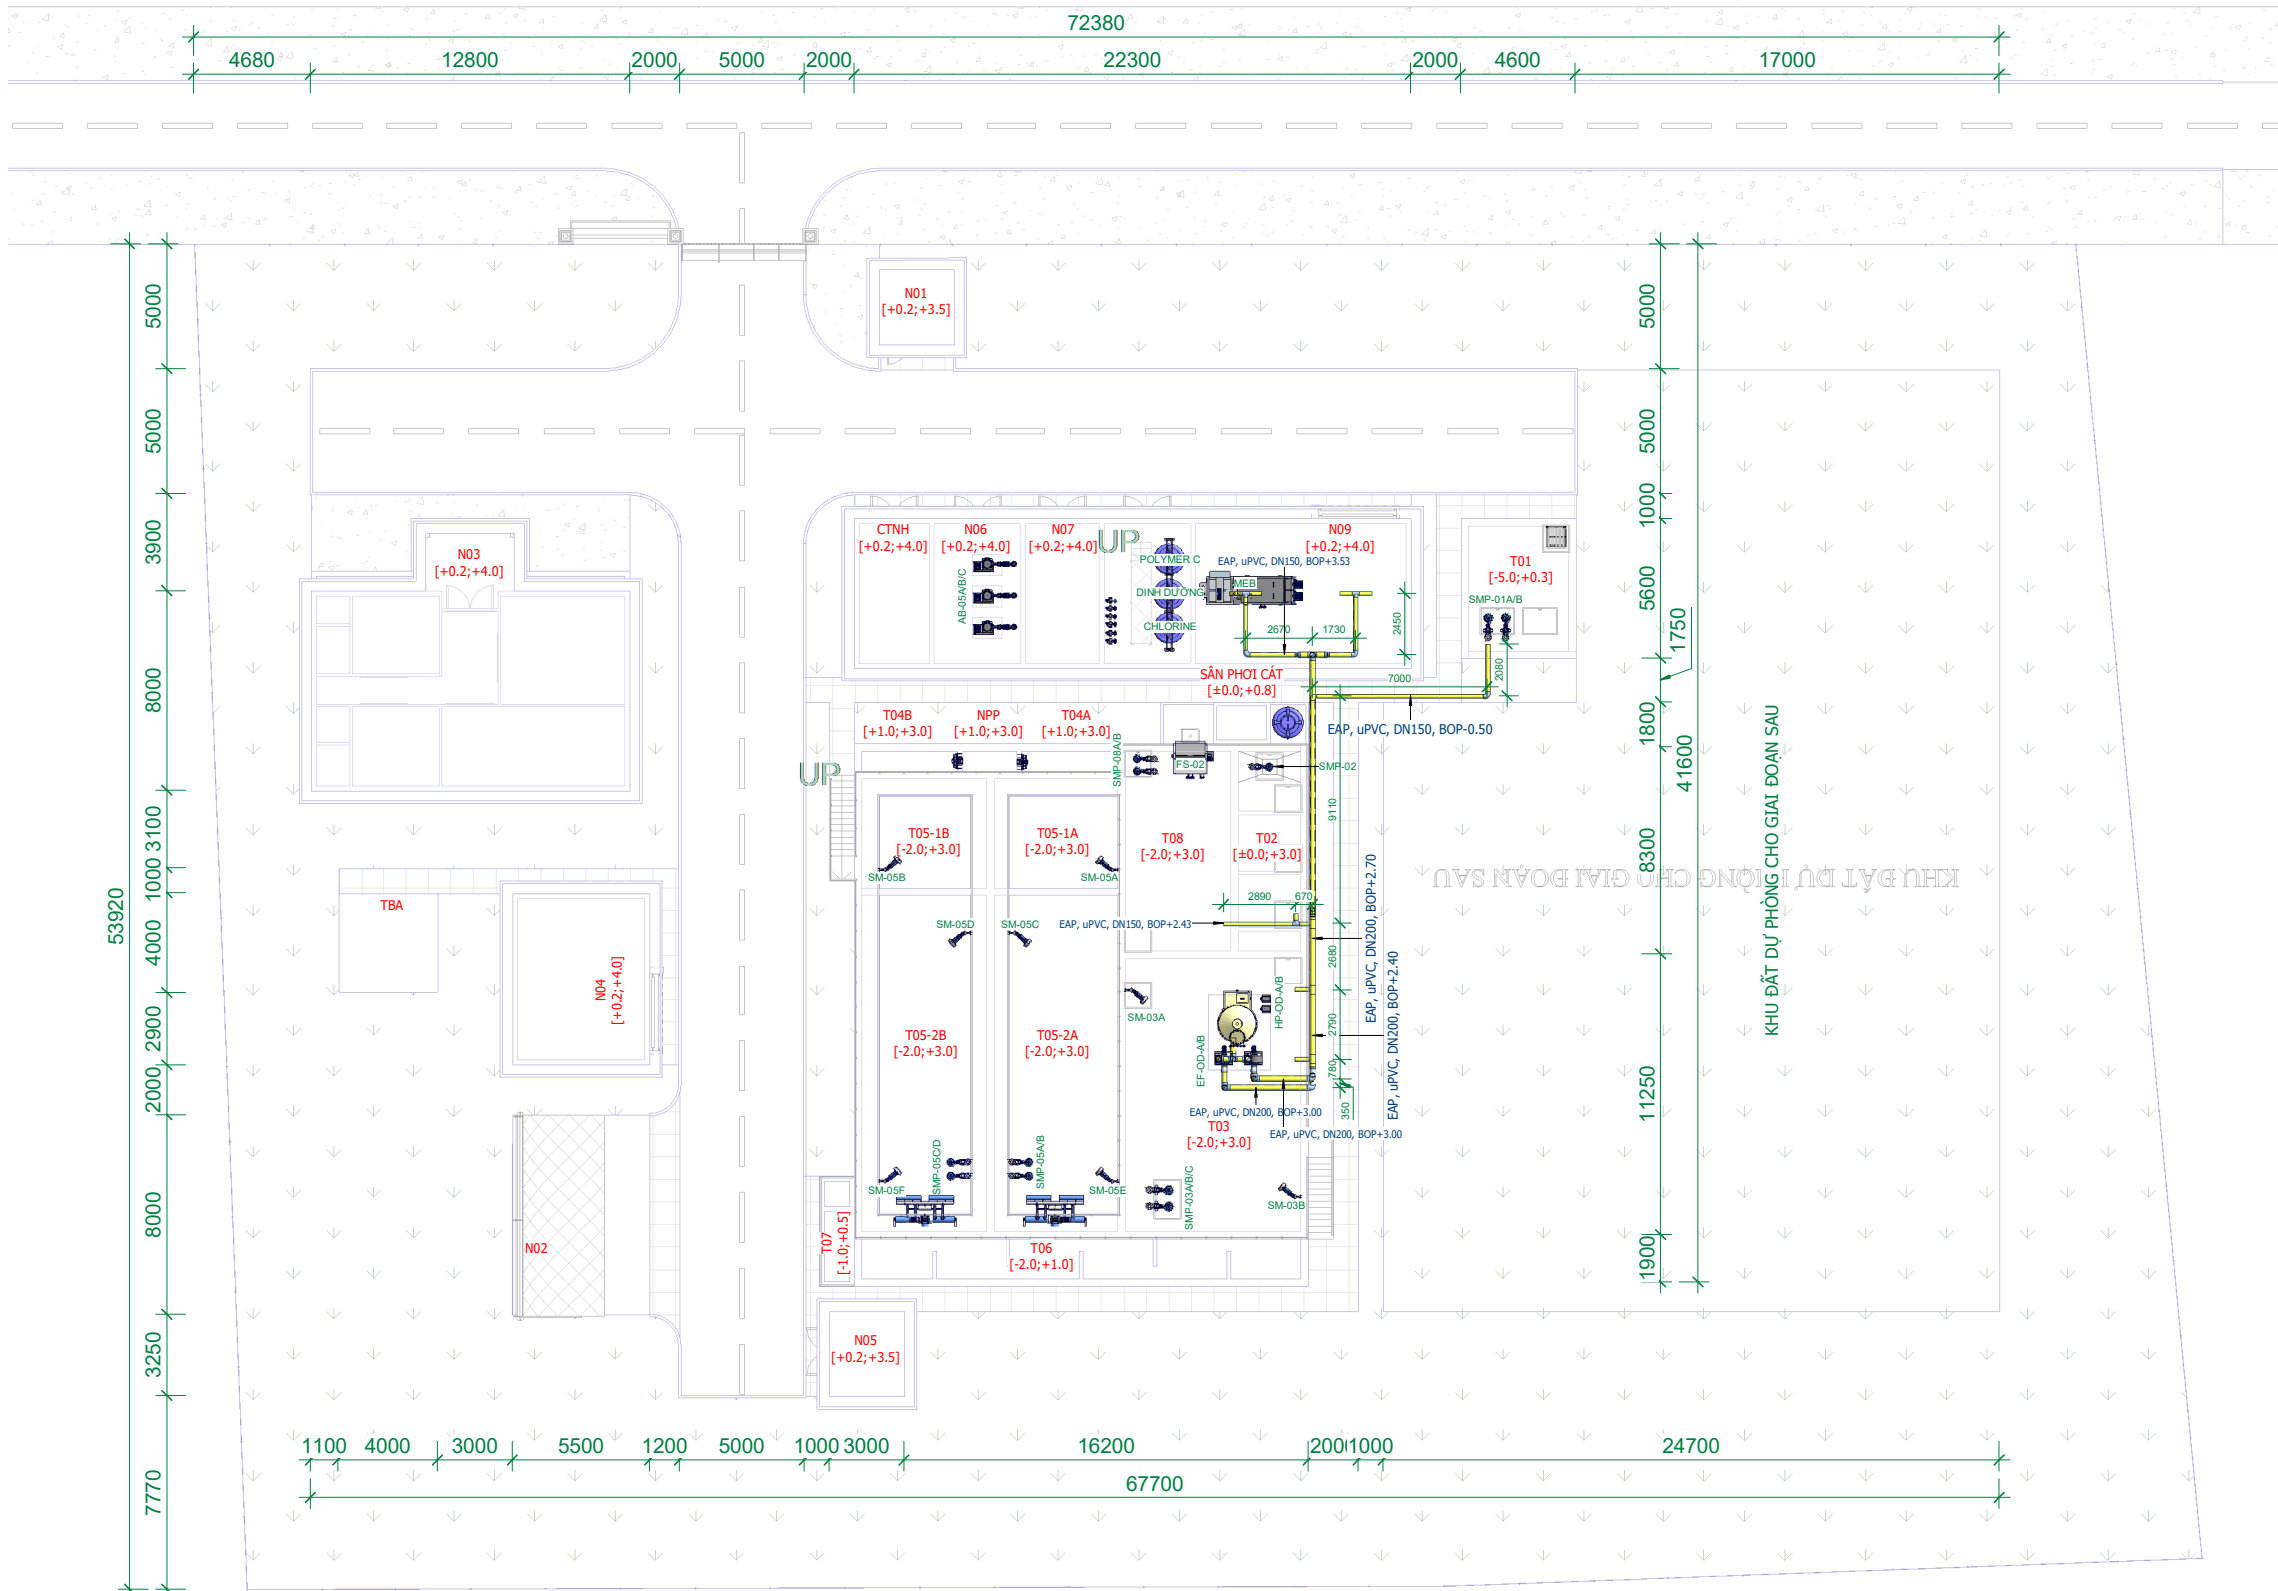 72380
4680
12800
2000
5000
2000
22300
2000
4600
17000
53920
5000
5000
3900
8000
3100
1000
4000
2900
2000
8000
3250
7770
N01
[+0.2;+3.5]
5000
5000
1000
5600
1750
1800
41600
8300
11250
1900
CTNH
[+0.2;+4.0]
N06
[+0.2;+4.0]
N07
[+0.2;+4.0]
UP
N09
[+0.2;+4.0]
POLYMER C
DINH DƯỠNG
CHLORINE
MEB
AB-05A/B/C
EAP, uPVC, DN150, BOP+3.53
2670
1730
2450
T01
[-5.0;+0.3]
SMP-01A/B
2080
7000
N03
[+0.2;+4.0]
SÂN PHƠI CÁT
[±0.0;+0.8]
EAP, uPVC, DN150, BOP-0.50
T04B
[+1.0;+3.0]
NPP
[+1.0;+3.0]
T04A
[+1.0;+3.0]
SMP-08A/B
FS-02
SMP-02
UP
9110
T05-1B
[-2.0;+3.0]
T05-1A
[-2.0;+3.0]
T08
[-2.0;+3.0]
T02
[±0.0;+3.0]
SM-05B
SM-05A
2890
670
SM-05D
SM-05C
EAP, uPVC, DN150, BOP+2.43
EAP, uPVC, DN200, BOP+2.70
EAP, uPVC, DN200, BOP+2.40
2680
2790
780
350
KHU ĐẤT DỰ PHÒNG CHO GIAI ĐOẠN SAU
KHU ĐẤT DỰ PHÒNG CHO GIAI ĐOẠN SAU
TBA
N04
[+0.2;+4.0]
T05-2B
[-2.0;+3.0]
T05-2A
[-2.0;+3.0]
SM-03A
HP-OD-A/B
EF-OD-A/B
EAP, uPVC, DN200, BOP+3.00
EAP, uPVC, DN200, BOP+3.00
T03
[-2.0;+3.0]
SMP-05C/D
SMP-05A/B
SMP-03A/B/C
SM-05F
SM-05E
SM-03B
N02
T07
[-1.0;+0.5]
T06
[-2.0;+1.0]
N05
[+0.2;+3.5]
1100
4000
3000
5500
1200
5000
1000
3000
16200
2000
1000
24700
67700